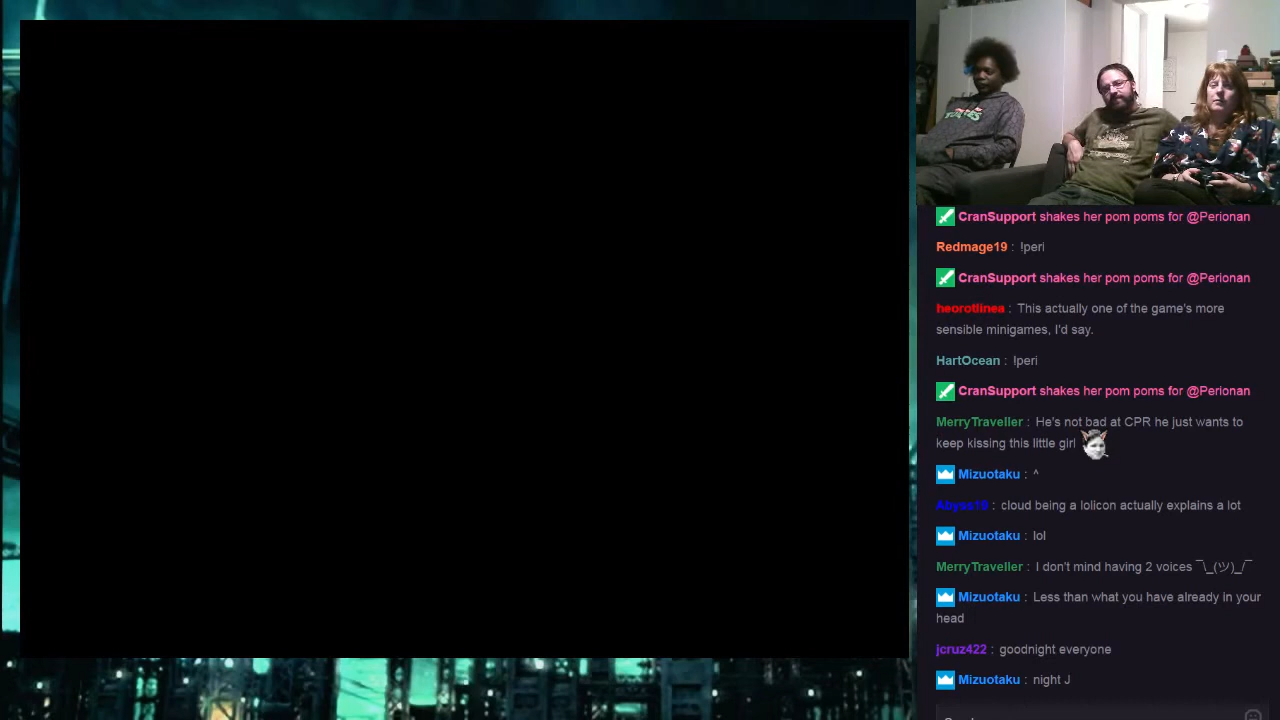 CranSupport shakes her pom poms for @Perionan
Redmage19 : !peri
CranSupport shakes her pom poms for @Perionan
heorotlinea : This actually one of the game's more
sensible minigames, I'd say.
HartOcean : !peri
CranSupport shakes her pom poms for @Perionan
MerryTraveller : He's not bad at CPR he just wants to
keep kissing this little girl
Mizuotaku : ^
Abyss19 : cloud being a lolicon actually explains a lot
Mizuotaku : lol
MerryTraveller : I don't mind having 2 voices ¯\_(ツ)_/¯
Mizuotaku : Less than what you have already in your
head
jcruz422 : goodnight everyone
Mizuotaku : night J